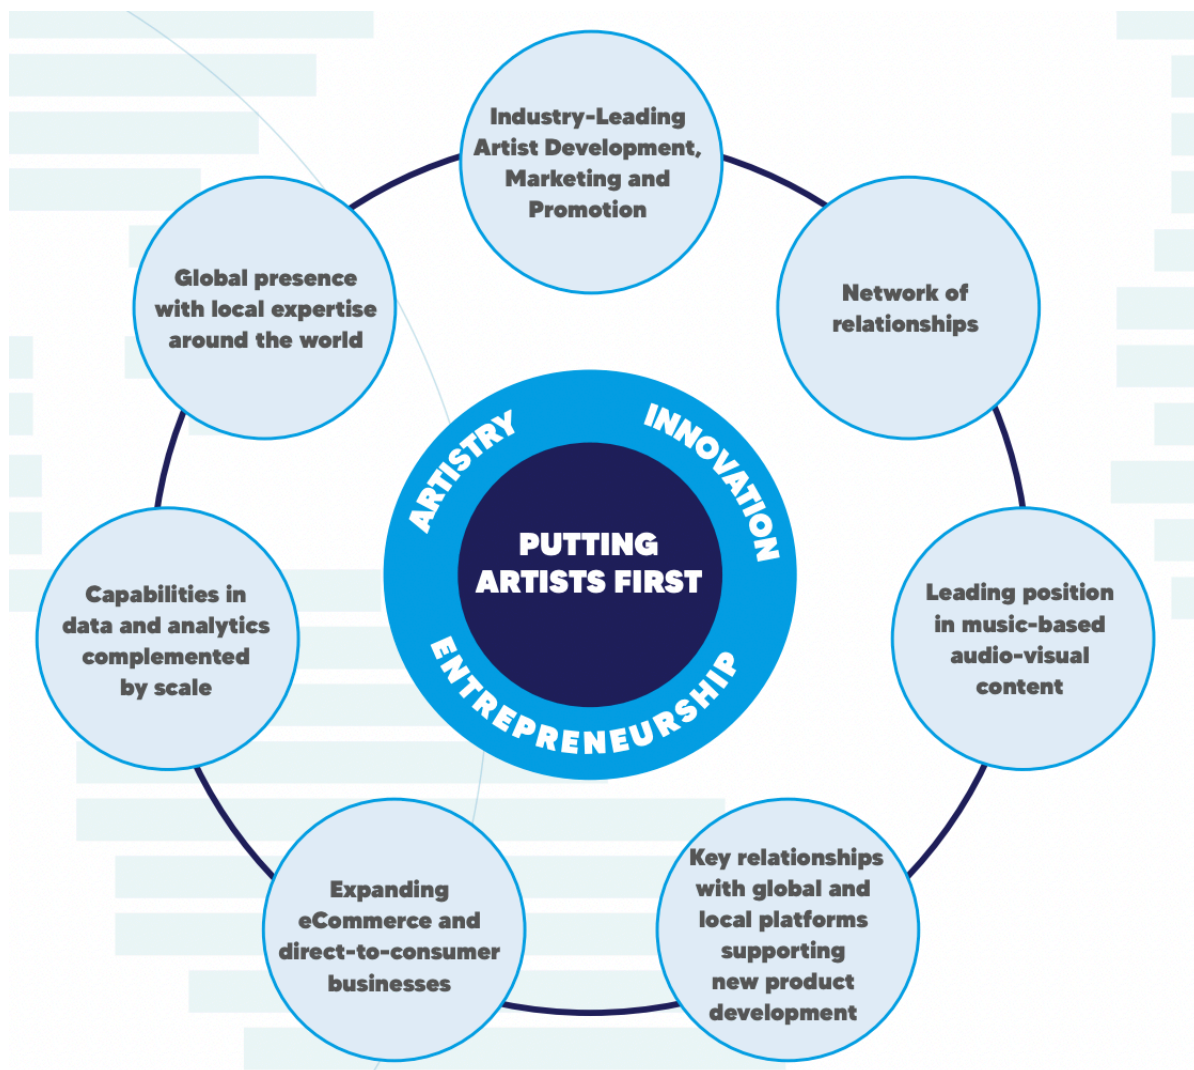 Industry-Leading
Artist Development,
Marketing and
Promotion
Network of
relationships
Leading position
in music-based
audio-visual
content
Key relationships
with global and
local platforms
supporting
new product
development
Expanding
eCommerce and
direct-to-consumer
businesses
Capabilities in
data and analytics
complemented
by scale
Global presence
with local expertise
around the world
ARTISTRY
INNOVATION
ENTREPRENEURSHIP
PUTTING
ARTISTS FIRST